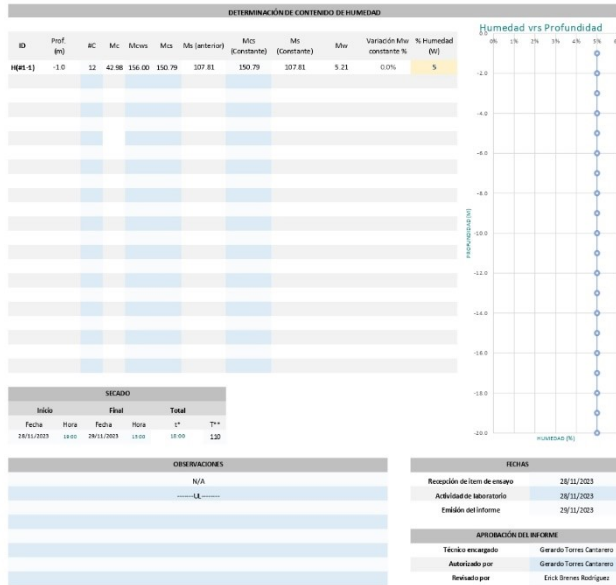 DETERMINACIÓN DE CONTENIDO DE HUMEDAD
Humedad vrs Profundidad
ID Prof. (m) #C Mc Mcws Mcs Ms (anterior) Mcs (Constante) Ms (Constante) Mw Variación Mw constante % % Humedad (W)
H(#1-1) -1.0 12 42.98 156.00 150.79 107.81 150.79 107.81 5.21 0.0% 5
0.0
0% 1% 2% 3% 4% 5%
-2.0
-4.0
-6.0
-8.0
-10.0
-12.0
-14.0
-16.0
-18.0
-20.0
PROFUNDIDAD (M)
HUMEDAD (%)
SECADO
Inicio Final Total
Fecha Hora Fecha Hora t* T**
28/11/2023 29/11/2023 110
OBSERVACIONES
N/A
--------UL--------
FECHAS
Recepción de ítem de ensayo 28/11/2023
Actividad de laboratorio 28/11/2023
Emisión del informe 29/11/2023
APROBACIÓN DEL INFORME
Técnico encargado Gerardo Torres Cantarero
Autorizado por Gerardo Torres Cantarero
Revisado por Erick Brenes Rodríguez